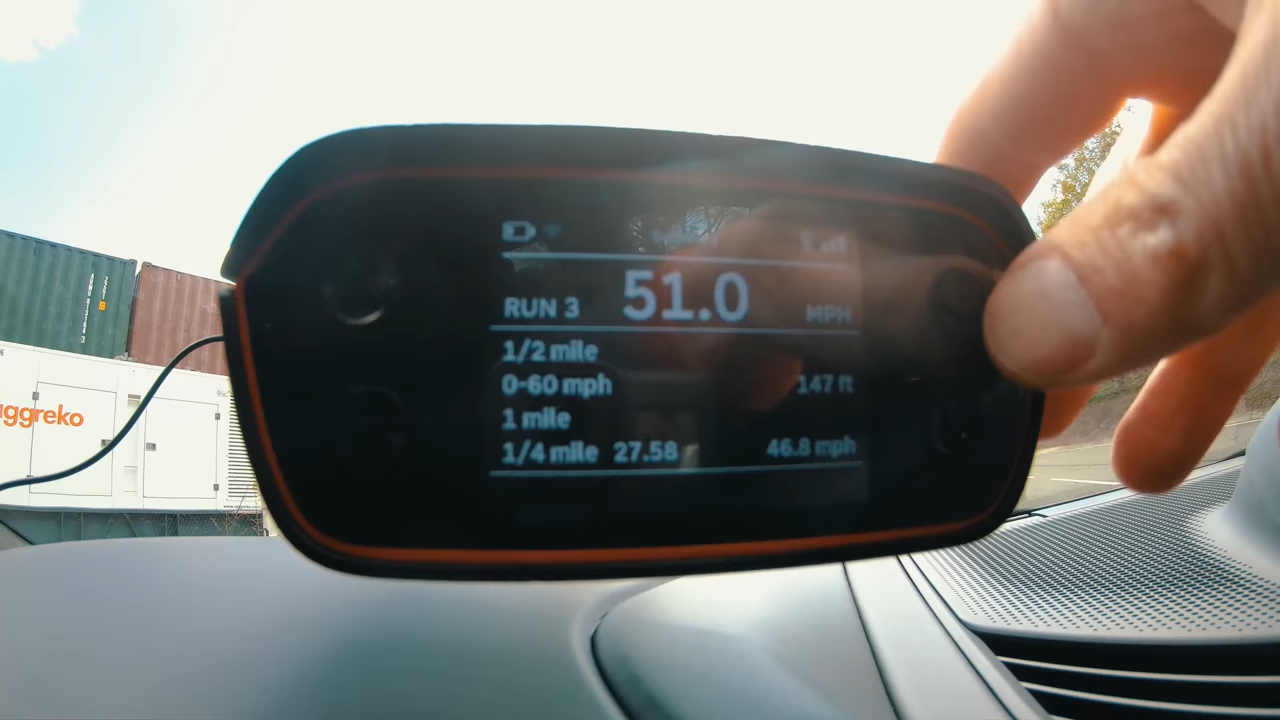 51.0
RUN 3
MPH
1/2 mile
0-60 mph 147 ft
1 mile
1/4 mile 27.58 46.8 mph
aggreko